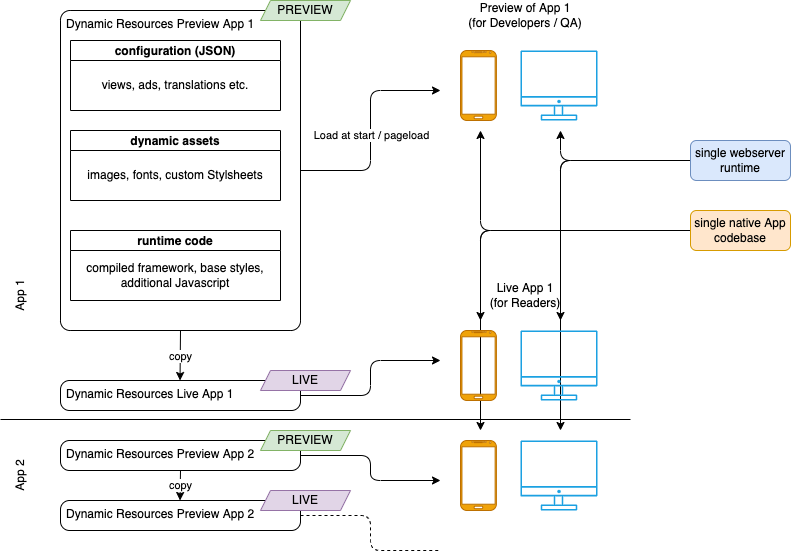 PREVIEW
Dynamic Resources Preview App 1
configuration (JSON)
views, ads, translations etc.
dynamic assets
images, fonts, custom Stylsheets
runtime code
compiled framework, base styles,
additional Javascript
App 1
copy
LIVE
Dynamic Resources Live App 1
Load at start / pageload
Preview of App 1
(for Developers / QA)
single webserver
runtime
single native App
codebase
Live App 1
(for Readers)
App 2
PREVIEW
Dynamic Resources Preview App 2
copy
LIVE
Dynamic Resources Preview App 2